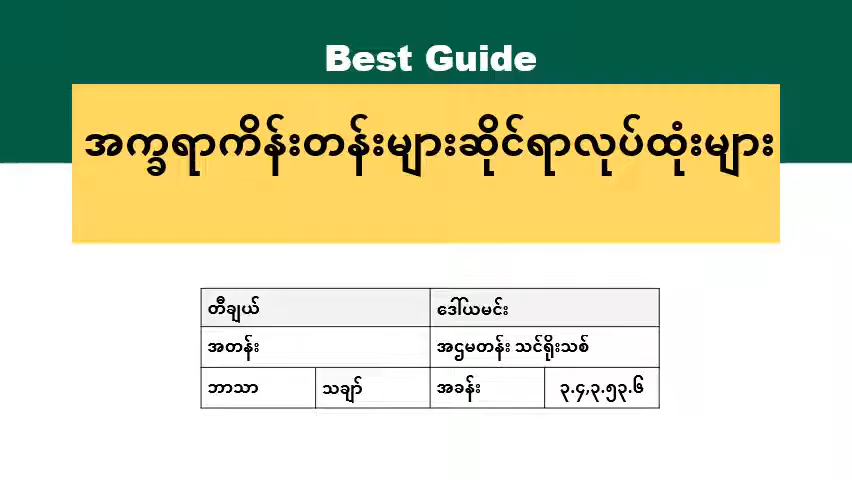 Best Guide
အက္ခရာကိန်းတန်းများဆိုင်ရာလုပ်ထုံးများ
တီချယ် ဒေါ်ယမင်း
အတန်း အဌမတန်း သင်ရိုးသစ်
ဘာသာ သချာ် အခန်း ၃.၄,၃.၅၃.၆